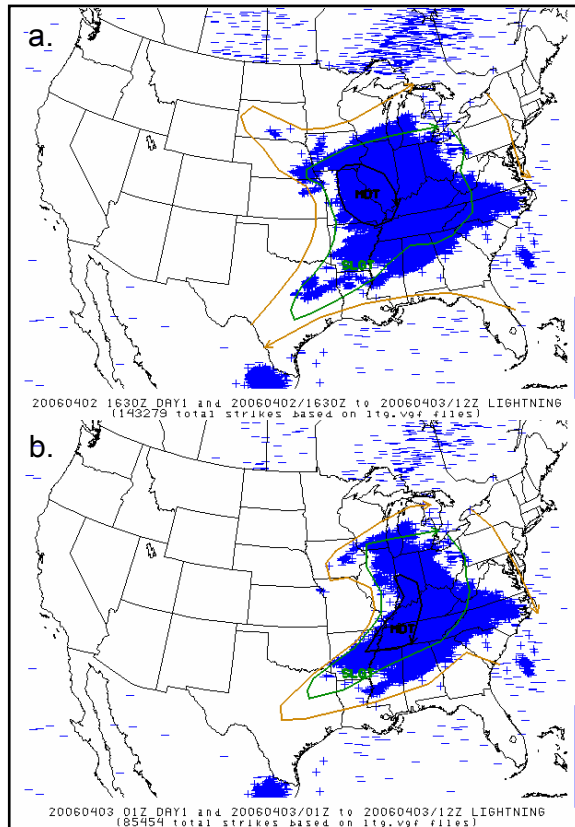 a.
MDT
SLGT
20060402 1630Z DAY1 and 20060402/1630Z to 20060403/12Z LIGHTNING
(143279 total strikes based on ltg.vgf files)
b.
MDT
SLGT
20060403 01Z DAY1 and 20060403/01Z to 20060403/12Z LIGHTNING
(85454 total strikes based on ltg.vgf files)